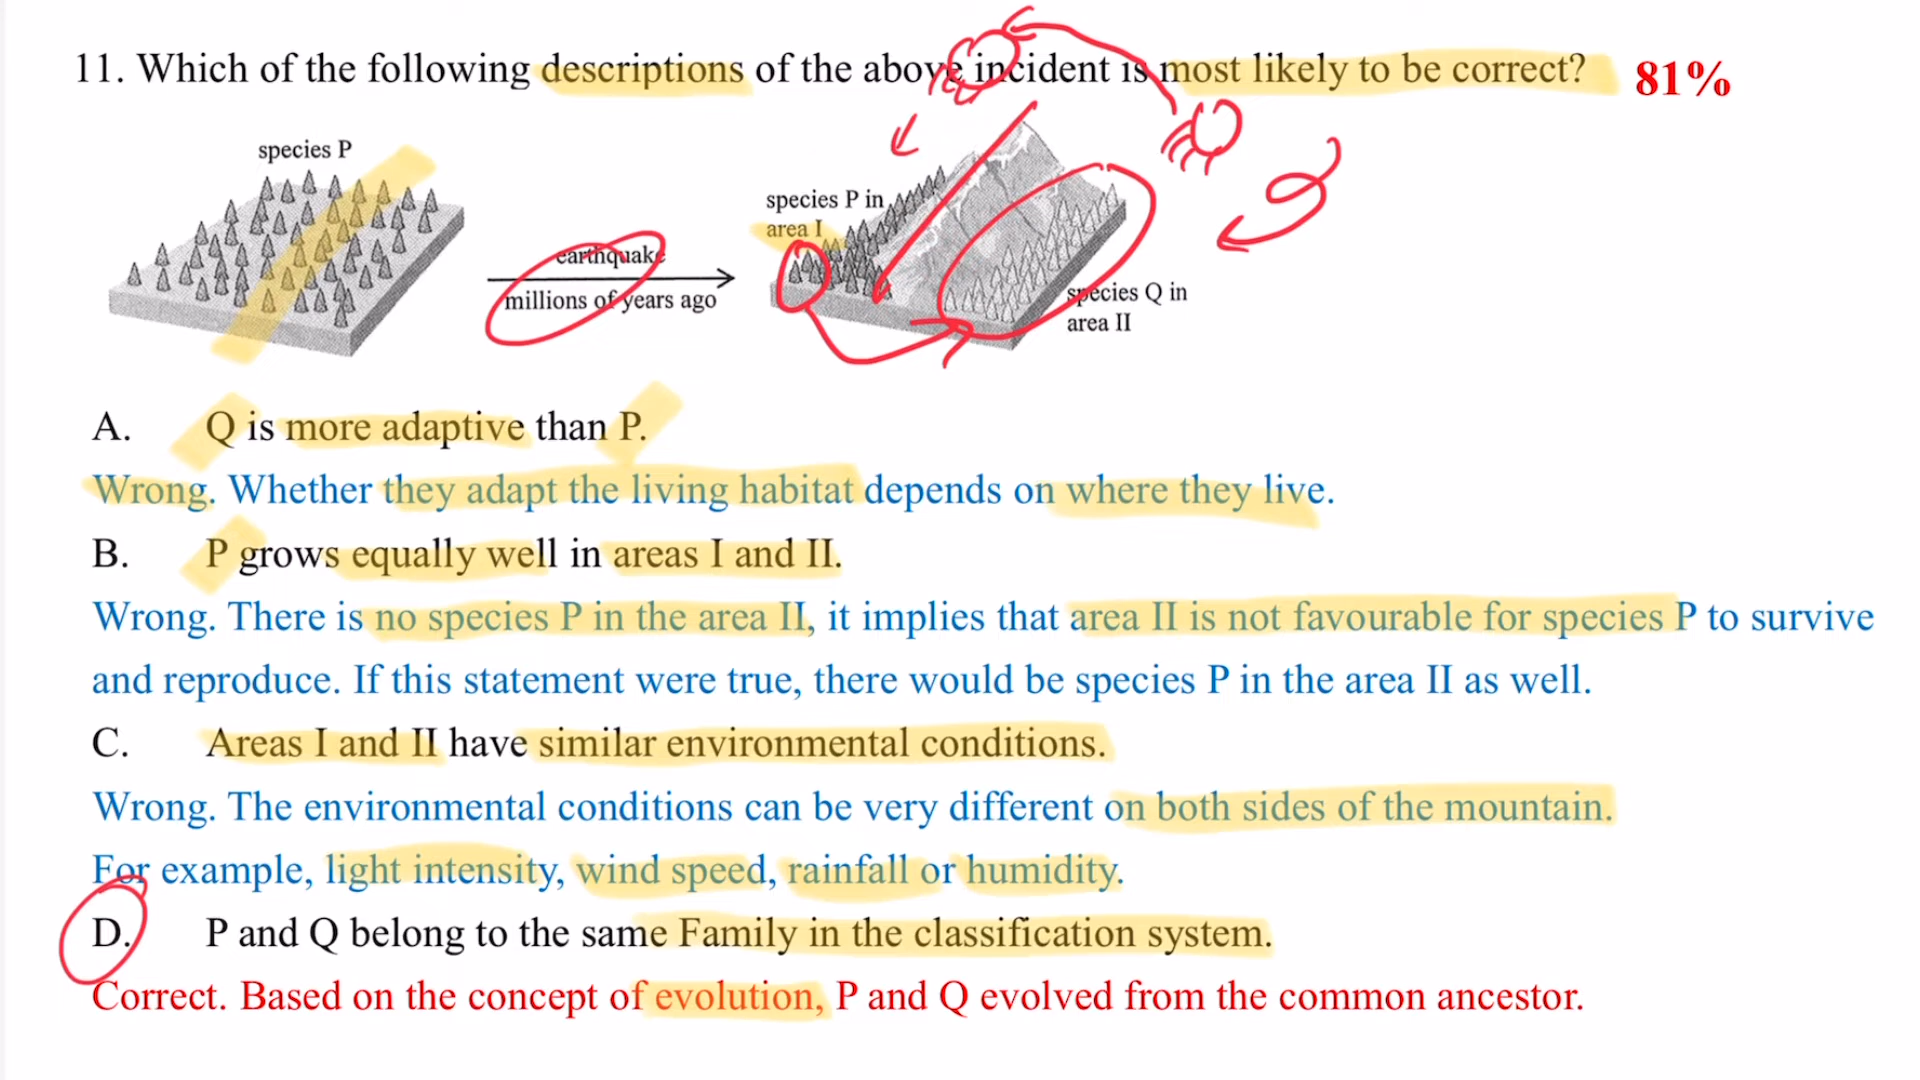 11. Which of the following descriptions of the above incident is most likely to be correct? 81%
species P
earthquake
millions of years ago
species P in
area I
species Q in
area II
A. Q is more adaptive than P.
Wrong. Whether they adapt the living habitat depends on where they live.
B. P grows equally well in areas I and II.
Wrong. There is no species P in the area II, it implies that area II is not favourable for species P to survive
and reproduce. If this statement were true, there would be species P in the area II as well.
C. Areas I and II have similar environmental conditions.
Wrong. The environmental conditions can be very different on both sides of the mountain.
For example, light intensity, wind speed, rainfall or humidity.
D. P and Q belong to the same Family in the classification system.
Correct. Based on the concept of evolution, P and Q evolved from the common ancestor.